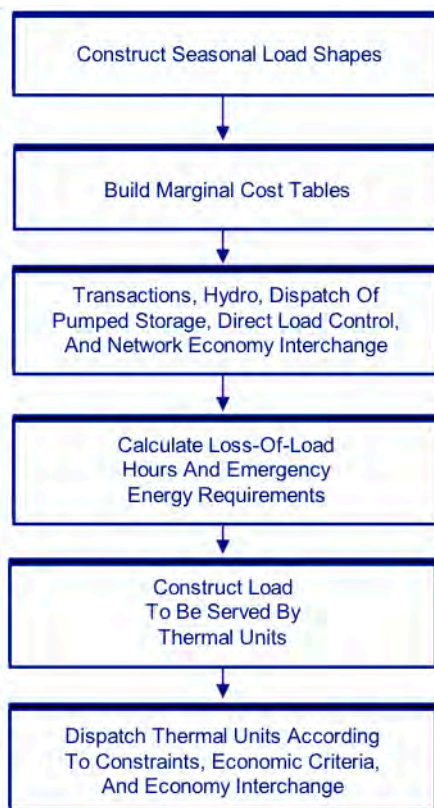 Construct Seasonal Load Shapes
Build Marginal Cost Tables
Transactions, Hydro, Dispatch Of
Pumped Storage, Direct Load Control,
And Network Economy Interchange
Calculate Loss-Of-Load
Hours And Emergency
Energy Requirements
Construct Load
To Be Served By
Thermal Units
Dispatch Thermal Units According
To Constraints, Economic Criteria,
And Economy Interchange